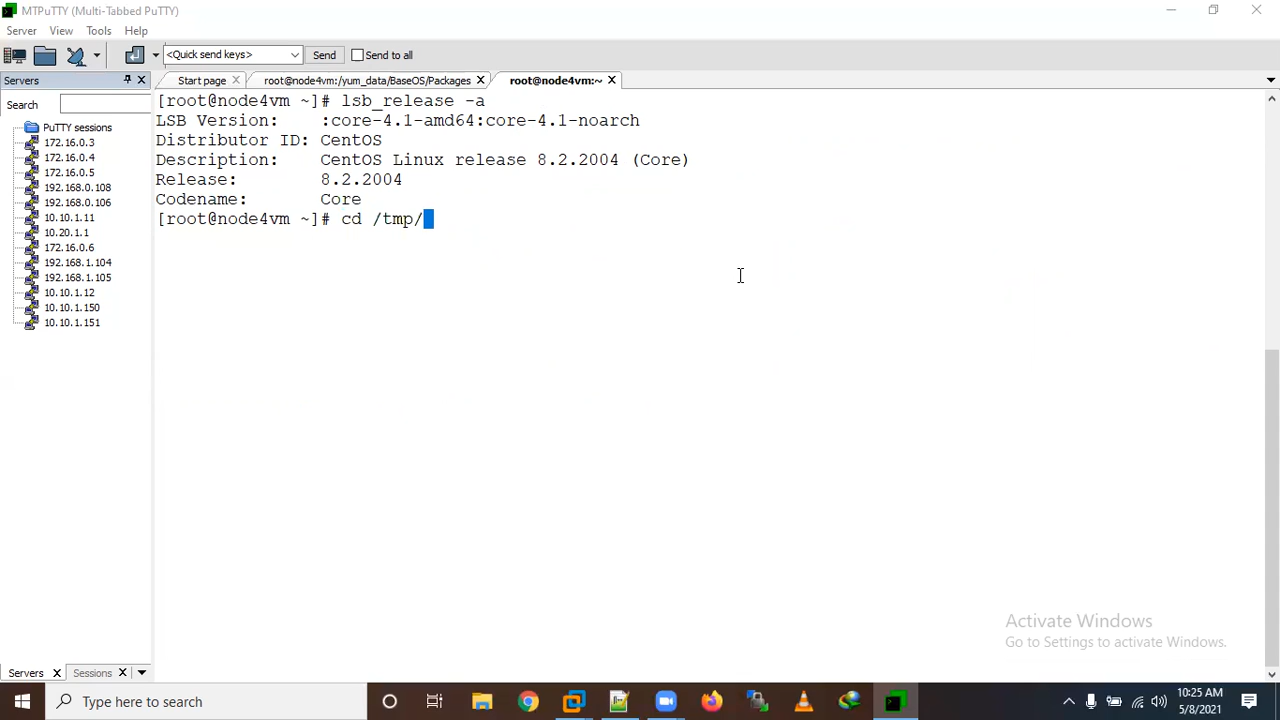 MTPuTTY (Multi-Tabbed PuTTY)
Server View Tools Help
<Quick send keys> Send Send to all
Servers
Start page root@node4vm:/yum_data/BaseOS/Packages root@node4vm:~
Search
PuTTY sessions
172.16.0.3
172.16.0.4
172.16.0.5
192.168.0.108
192.168.0.106
10.10.1.11
10.20.1.1
172.16.0.6
192.168.1.104
192.168.1.105
10.10.1.12
10.10.1.150
10.10.1.151
[root@node4vm ~]# lsb_release -a
LSB Version: :core-4.1-amd64:core-4.1-noarch
Distributor ID: CentOS
Description: CentOS Linux release 8.2.2004 (Core)
Release: 8.2.2004
Codename: Core
[root@node4vm ~]# cd /tmp/
Activate Windows
Go to Settings to activate Windows.
Servers Sessions
Type here to search
10:25 AM
5/8/2021